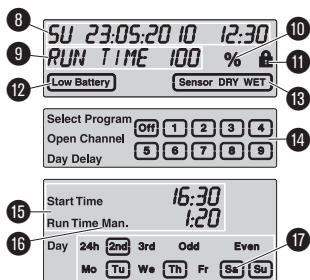 8 SU 23:05:20 10 12:30 10
9 RUN TIME 100 % 11
12 Low Battery Sensor DRY WET 13
Select Program Off 1 2 3 4
Open Channel 14
Day Delay 5 6 7 8 9
15 Start Time 16:30
16 Run Time Man. 1:20
Day 24h 2nd 3rd Odd Even 17
Mo Tu We Th Fr Sa Su